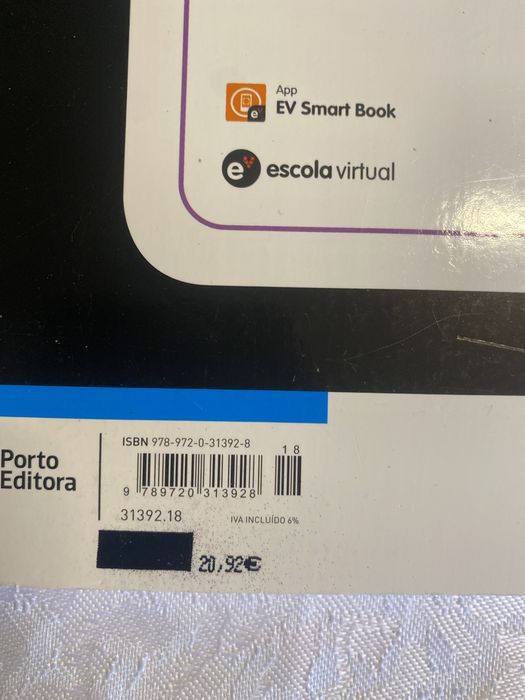 App
EV Smart Book
e
escola virtual
Porto
Editora
ISBN 978-972-0-31392-8
18
9 789720 313928
31392.18
IVA INCLUÍDO 6%
20,92€